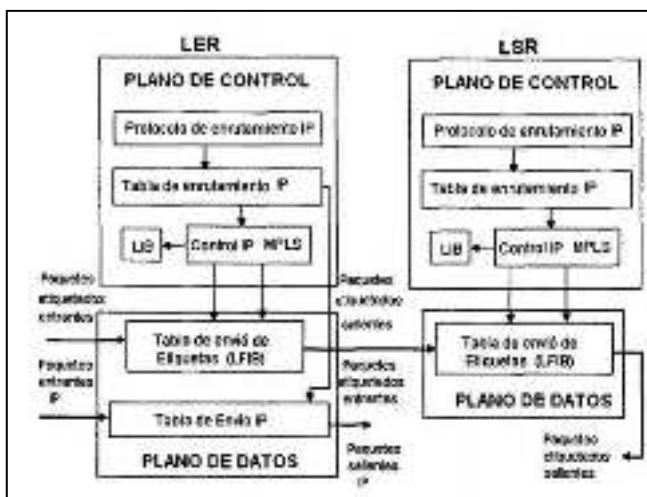 LER
PLANO DE CONTROL
Protocolo de enrutamiento IP
Tabla de enrutamiento IP
LIB
Control IP MPLS
Paquetes
etiquetados
entrantes
Paquetes
etiquetados
salientes
Tabla de envió de
Etiquetas (LFIB)
Paquetes
entrantes
IP
Paquetes
etiquetados
entrantes
Tabla de Envío IP
Paquetes
salientes
IP
PLANO DE DATOS
LSR
PLANO DE CONTROL
Protocolo de enrutamiento IP
Tabla de enrutamiento IP
LIB
Control IP MPLS
Tabla de envió de
Etiquetas (LFIB)
PLANO DE DATOS
Paquetes
etiquetados
salientes